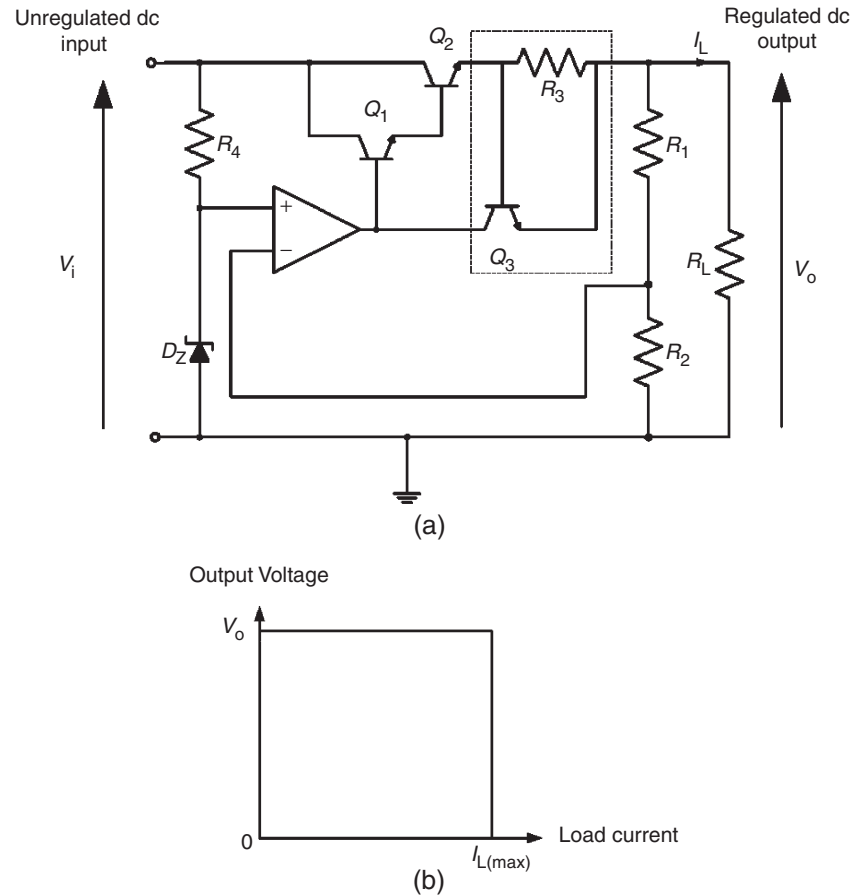 Unregulated dc
input
Regulated dc
output
Q2
IL
R3
Q1
R4
R1
+
−
Q3
RL
Vi
Vo
DZ
R2
(a)
Output Voltage
Vo
0
Load current
IL(max)
(b)